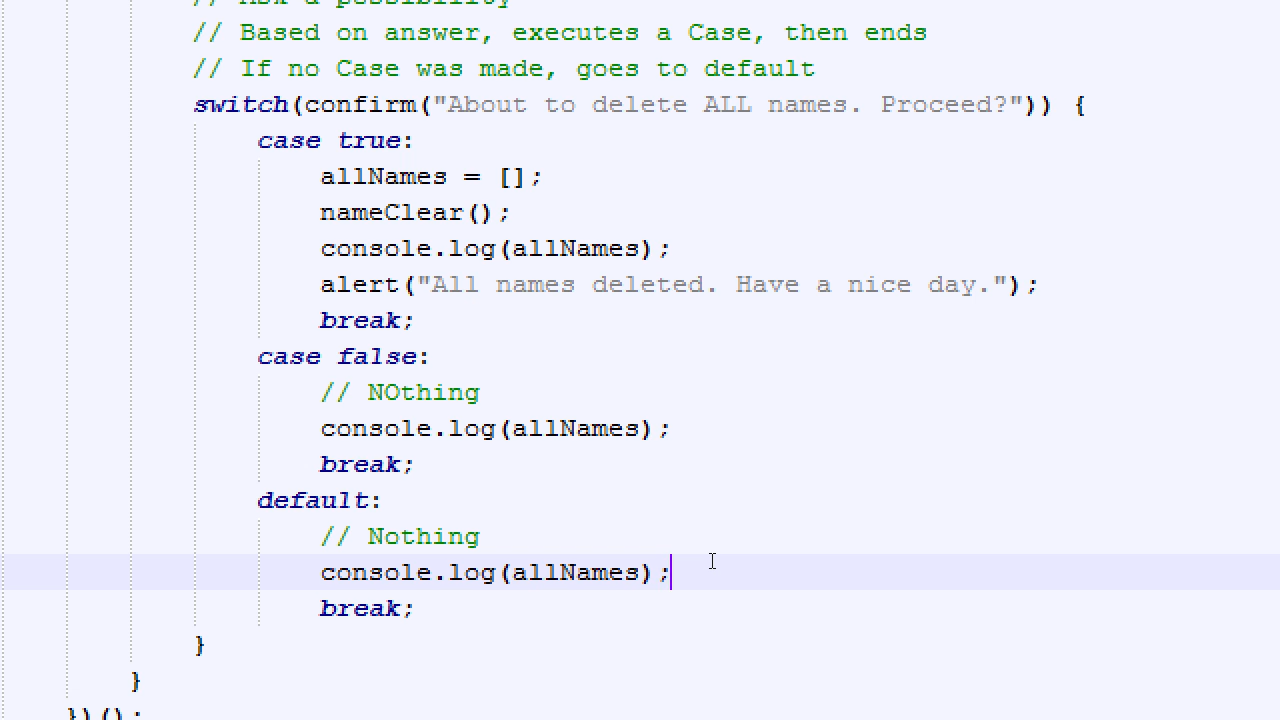 // Ask a possibility
// Based on answer, executes a Case, then ends
// If no Case was made, goes to default
switch(confirm("About to delete ALL names. Proceed?")) {
case true:
allNames = [];
nameClear();
console.log(allNames);
alert("All names deleted. Have a nice day.");
break;
case false:
// NOthing
console.log(allNames);
break;
default:
// Nothing
console.log(allNames);
break;
}
}
})();